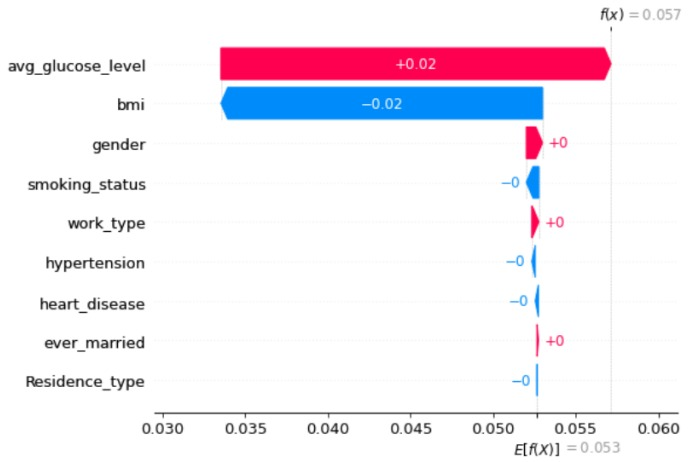 f(x) = 0.057
avg_glucose_level +0.02
bmi −0.02
gender +0
smoking_status −0
work_type +0
hypertension −0
heart_disease −0
ever_married +0
Residence_type −0
0.030 0.035 0.040 0.045 0.050 0.055 0.060
E[f(X)] = 0.053